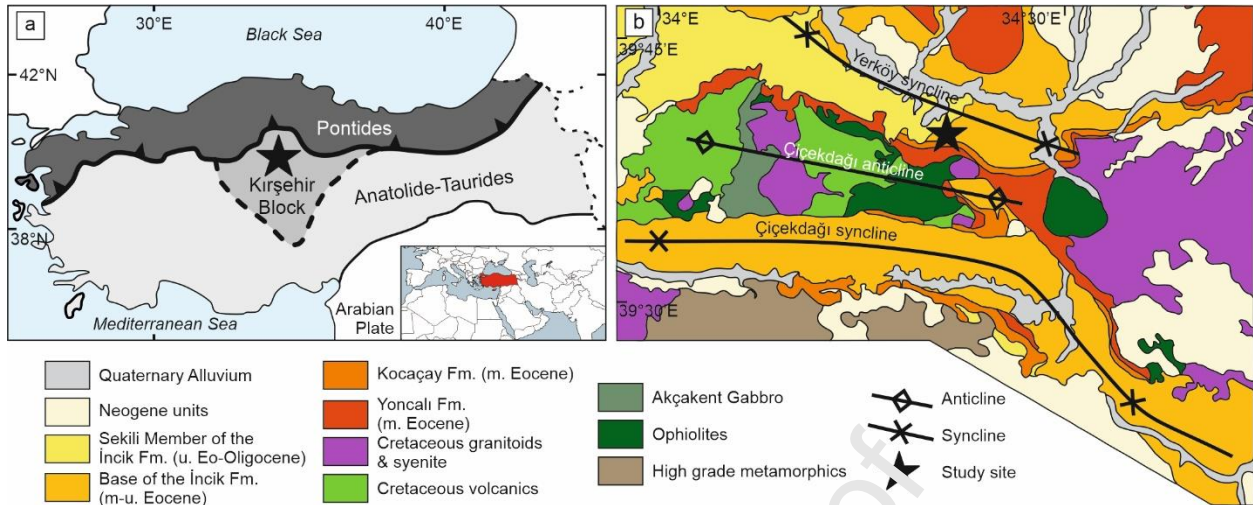 a
30°E
40°E
Black Sea
42°N
Pontides
Kırşehir
Block
Anatolide-Taurides
38°N
Mediterranean Sea
Arabian
Plate
b
34°E
34°30'E
39°45'E
Yerköy syncline
Çiçekdağı anticline
Çiçekdağı syncline
39°30'E
Quaternary Alluvium
Neogene units
Sekili Member of the
İncik Fm. (u. Eo-Oligocene)
Base of the İncik Fm.
(m-u. Eocene)
Kocaçay Fm. (m. Eocene)
Yoncalı Fm.
(m. Eocene)
Cretaceous granitoids
& syenite
Cretaceous volcanics
Akçakent Gabbro
Ophiolites
High grade metamorphics
Anticline
Syncline
Study site